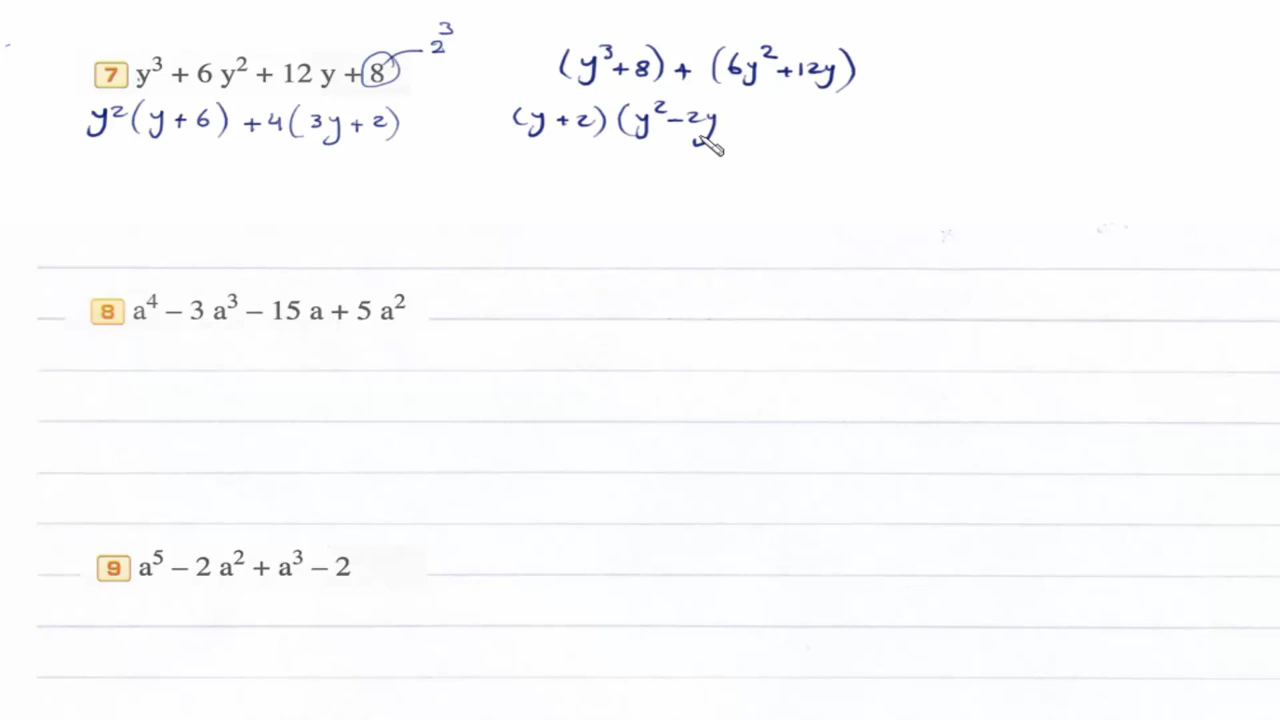 7 y³ + 6 y² + 12 y + 8 2³ (y³+8) + (6y²+12y)
y²(y+6) +4(3y+2) (y+2)(y²-2y
8 a⁴ – 3 a³ – 15 a + 5 a²
9 a⁵ – 2 a² + a³ – 2